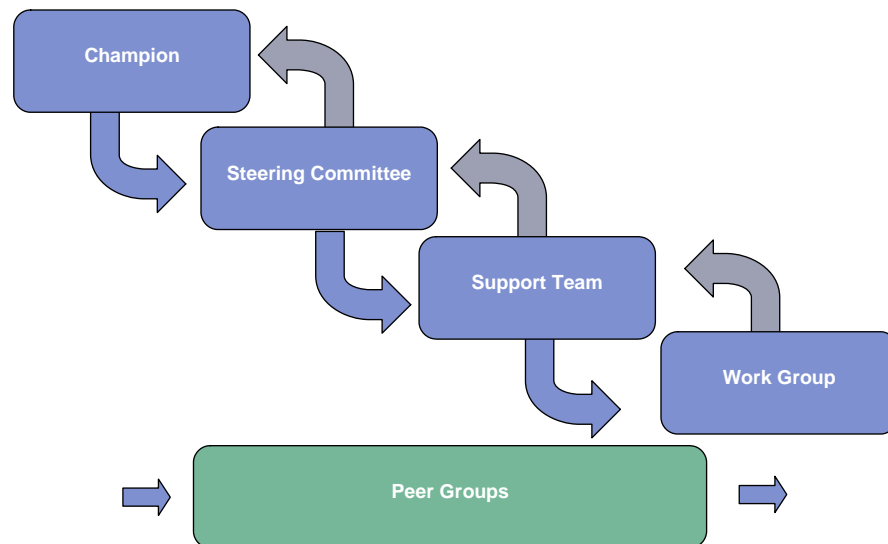 Champion
Steering Committee
Support Team
Work Group
Peer Groups